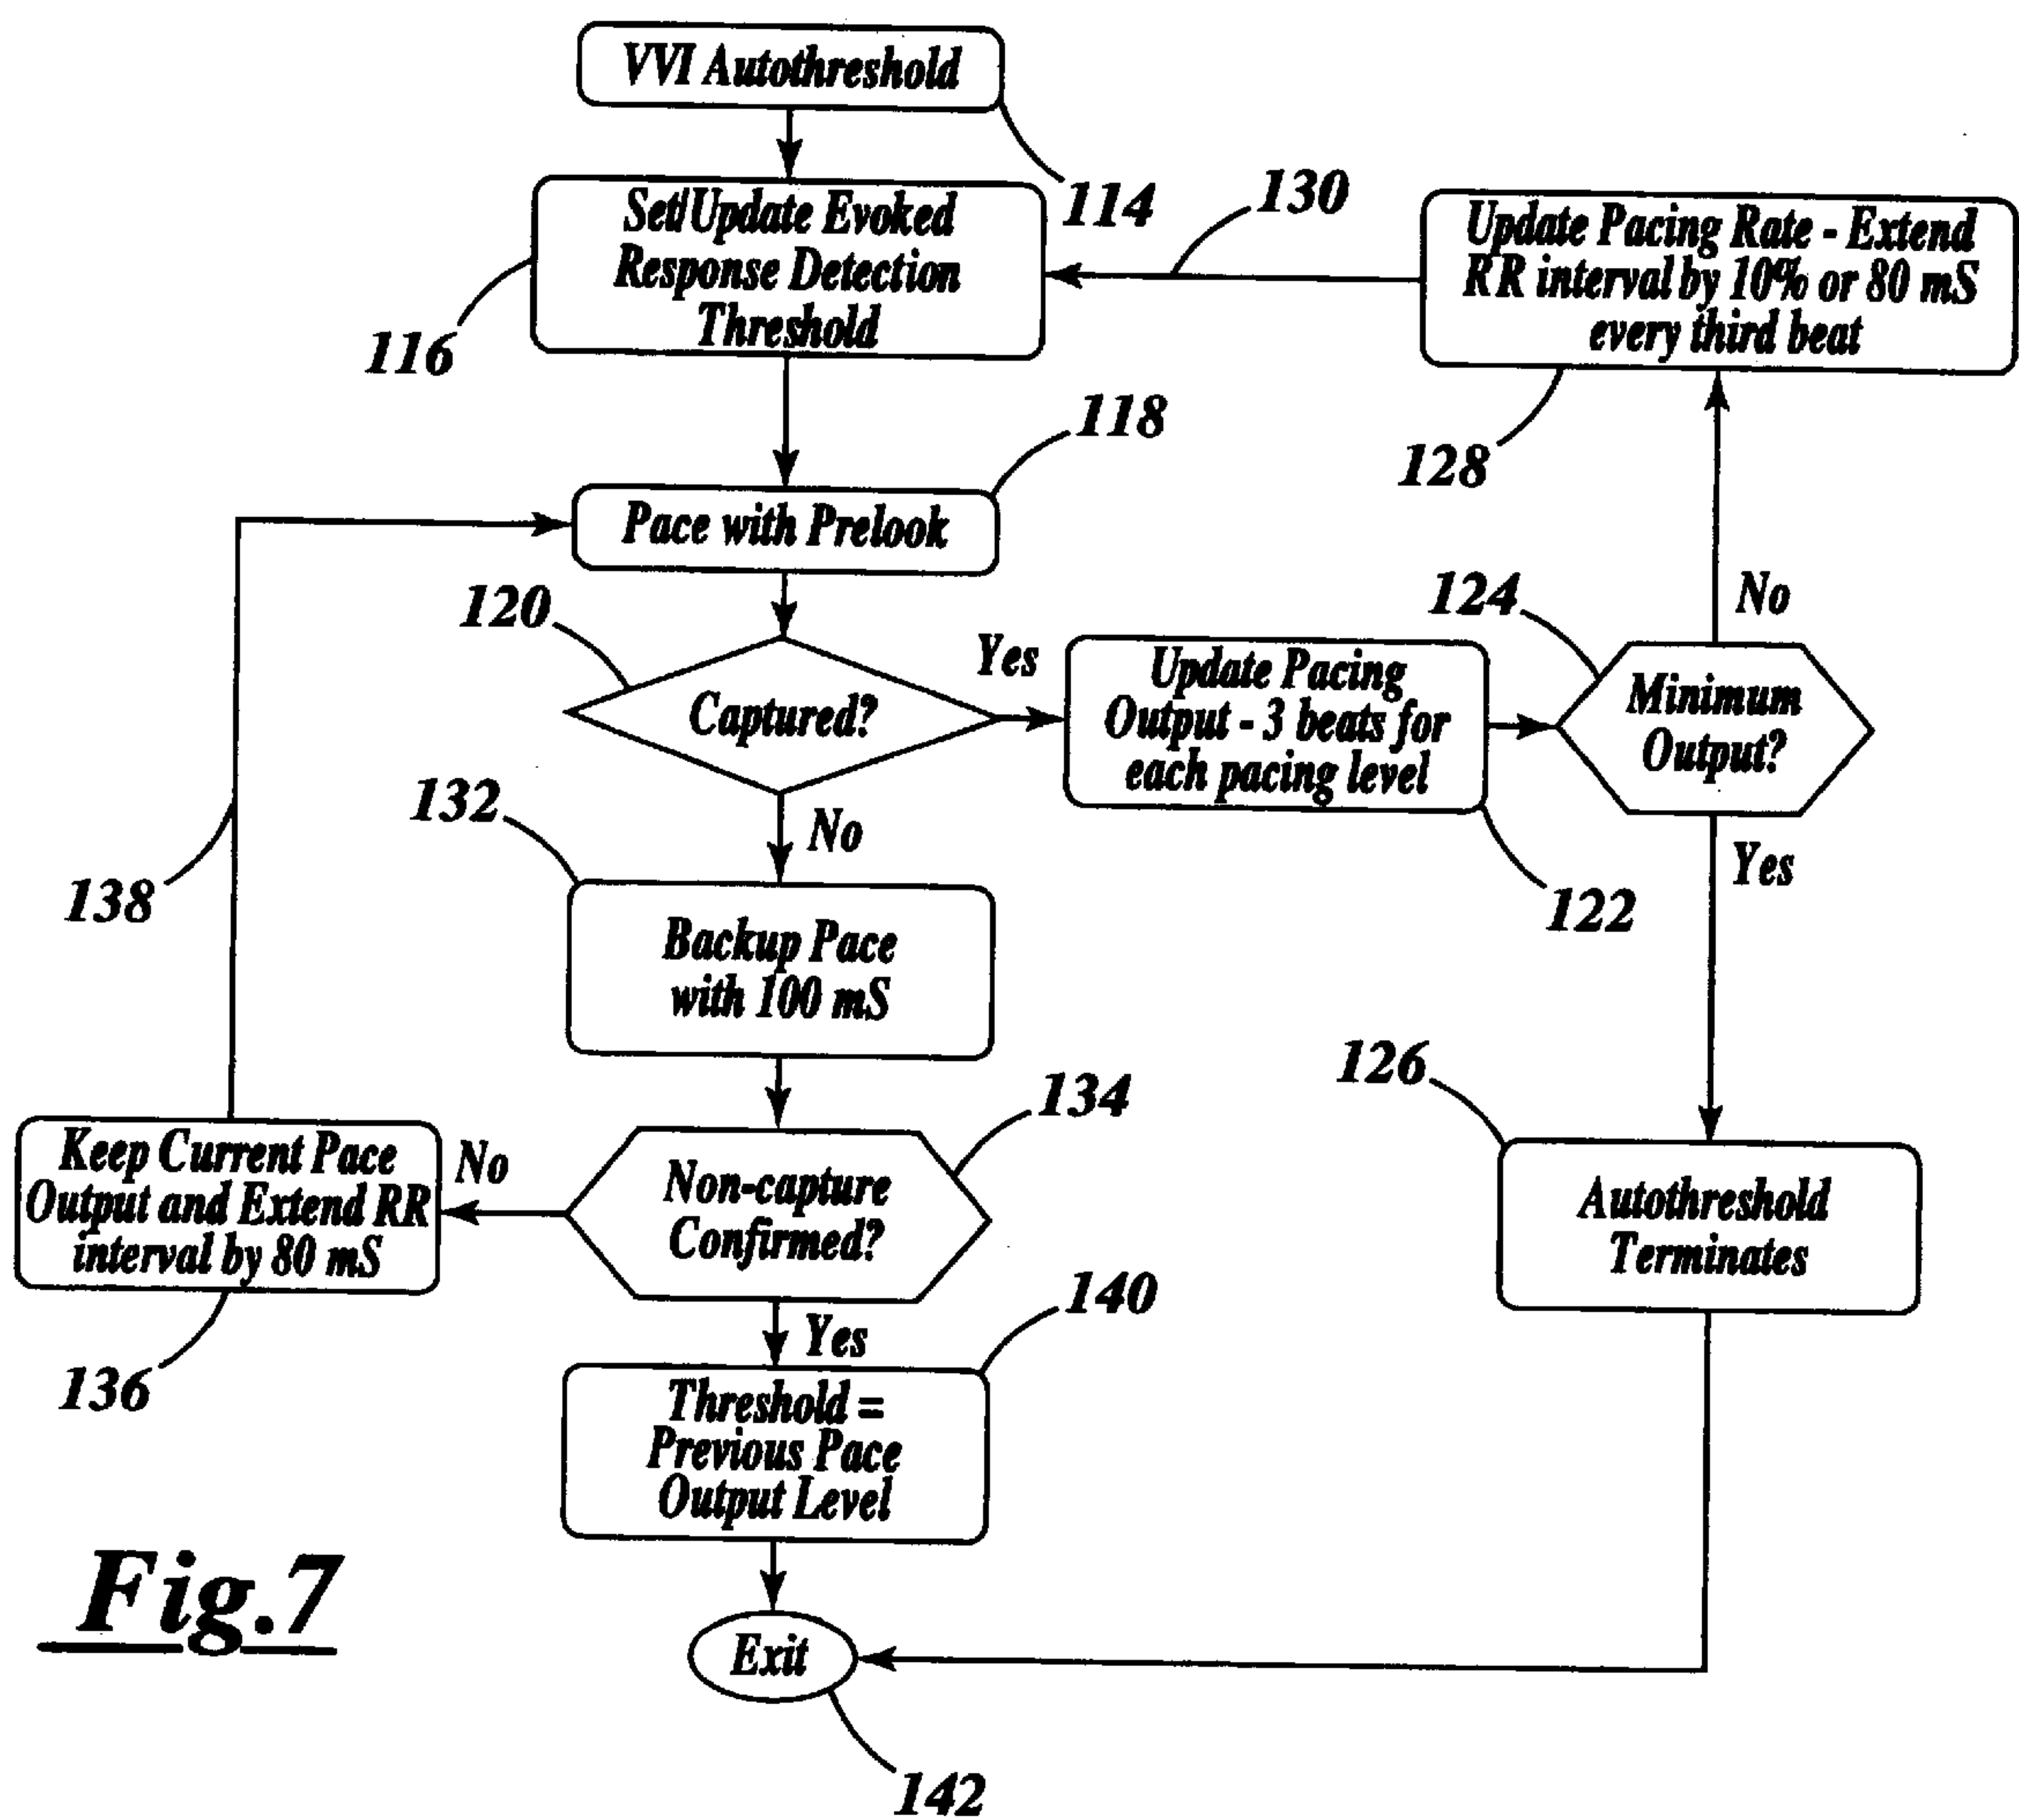 VVI Autothreshold
114
Set/Update Evoked
Response Detection
Threshold
116
130
Update Pacing Rate - Extend
RR interval by 10% or 80 mS
every third beat
128
118
Pace with Prelook
120
Captured?
Yes
Update Pacing
Output - 3 beats for
each pacing level
122
124
Minimum
Output?
No
Yes
No
132
Backup Pace
with 100 mS
138
134
Non-capture
Confirmed?
No
Keep Current Pace
Output and Extend RR
interval by 80 mS
136
126
Autothreshold
Terminates
Yes
140
Threshold =
Previous Pace
Output Level
Exit
142
Fig.7